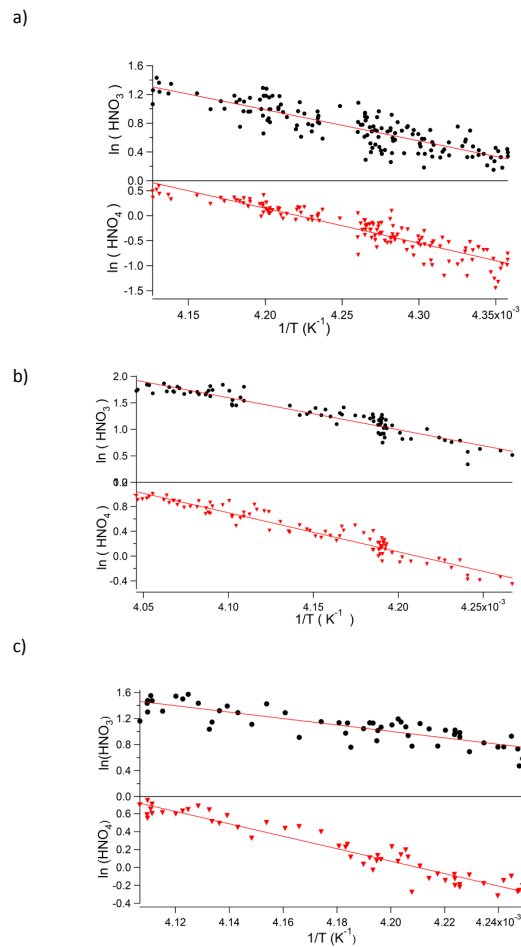 a)
1.6
1.2
0.8
0.4
0.0
ln ( HNO3 )
0.5
0.0
-0.5
-1.0
-1.5
ln ( HNO4 )
4.15 4.20 4.25 4.30 4.35x10-3
1/T (K-1)
b)
2.0
1.5
1.0
0.5
ln ( HNO3 )
0.8
0.4
0.0
-0.4
ln ( HNO4 )
4.05 4.10 4.15 4.20 4.25x10-3
1/T ( K-1 )
c)
1.6
1.2
0.8
0.4
0.0
ln(HNO3)
0.6
0.4
0.2
0.0
-0.2
-0.4
ln(HNO4)
4.12 4.14 4.16 4.18 4.20 4.22 4.24x10-3
1/T (K-1)